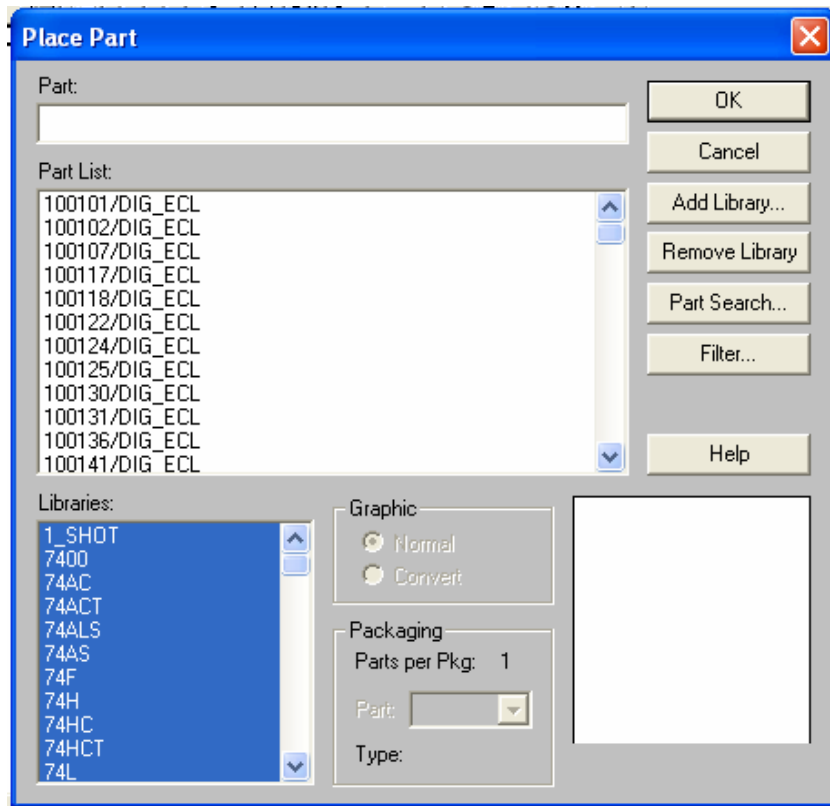 Place Part
Part:
OK
Cancel
Part List:
100101/DIG_ECL
100102/DIG_ECL
100107/DIG_ECL
100117/DIG_ECL
100118/DIG_ECL
100122/DIG_ECL
100124/DIG_ECL
100125/DIG_ECL
100130/DIG_ECL
100131/DIG_ECL
100136/DIG_ECL
100141/DIG_ECL
Add Library...
Remove Library
Part Search...
Filter...
Help
Libraries:
1_SHOT
7400
74AC
74ACT
74ALS
74AS
74F
74H
74HC
74HCT
74L
Graphic
Normal
Convert
Packaging
Parts per Pkg: 1
Part:
Type: